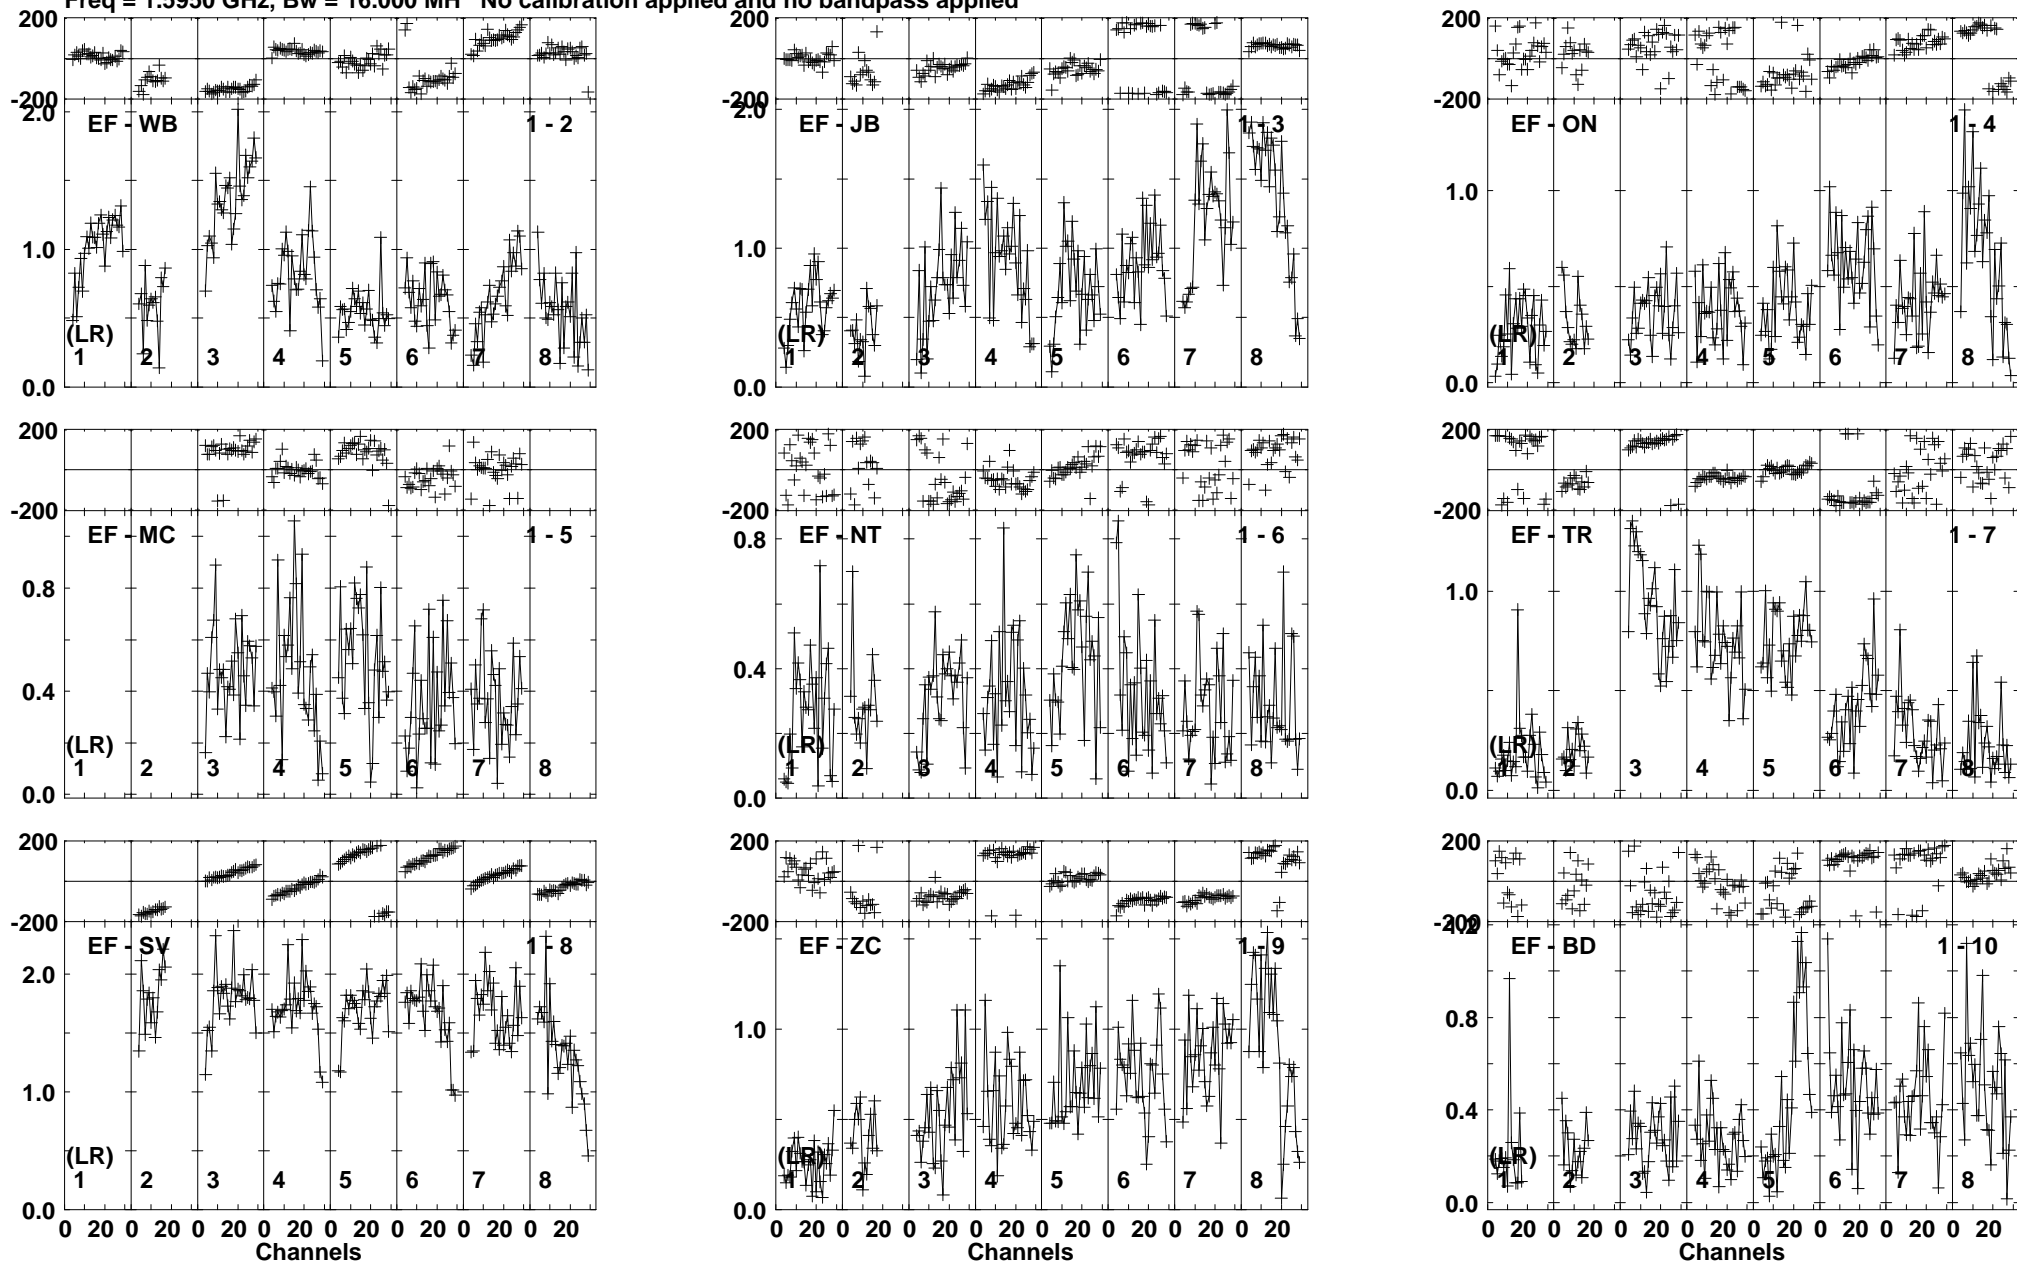 Freq = 1.5950 GHz, Bw = 16.000 MH No calibration applied and no bandpass applied
200 200 200
-200 -200 -200
2.0 EF - WB 1 - 2 2.0 EF - JB 1 - 3 EF - ON 1 - 4
1.0 1.0 1.0
(LR) (LR) (LR)
1 2 3 4 5 6 7 8 1 2 3 4 5 6 7 8 1 2 3 4 5 6 7 8
0.0 0.0 0.0
200 200 200
-200 -200 -200
EF - MC 1 - 5 EF - NT 1 - 6 EF - TR 1 - 7
0.8 0.8 1.0
0.4 0.4
(LR) (LR) (LR)
1 2 3 4 5 6 7 8 1 2 3 4 5 6 7 8 1 2 3 4 5 6 7 8
0.0 0.0 0.0
200 200 200
-200 -200 -200
EF - SV 1 - 8 EF - ZC 1 - 9 1.2 EF - BD 1 - 10
2.0 1.0 0.8
1.0 0.4
(LR) (LR) (LR)
1 2 3 4 5 6 7 8 1 2 3 4 5 6 7 8 1 2 3 4 5 6 7 8
0.0 0.0 0.0
0 20 0 20 0 20 0 20 0 20 0 20 0 20 0 20 0 20 0 20 0 20 0 20 0 20 0 20 0 20 0 20 0 20 0 20 0 20 0 20 0 20 0 20 0 20 0 20
Channels Channels Channels